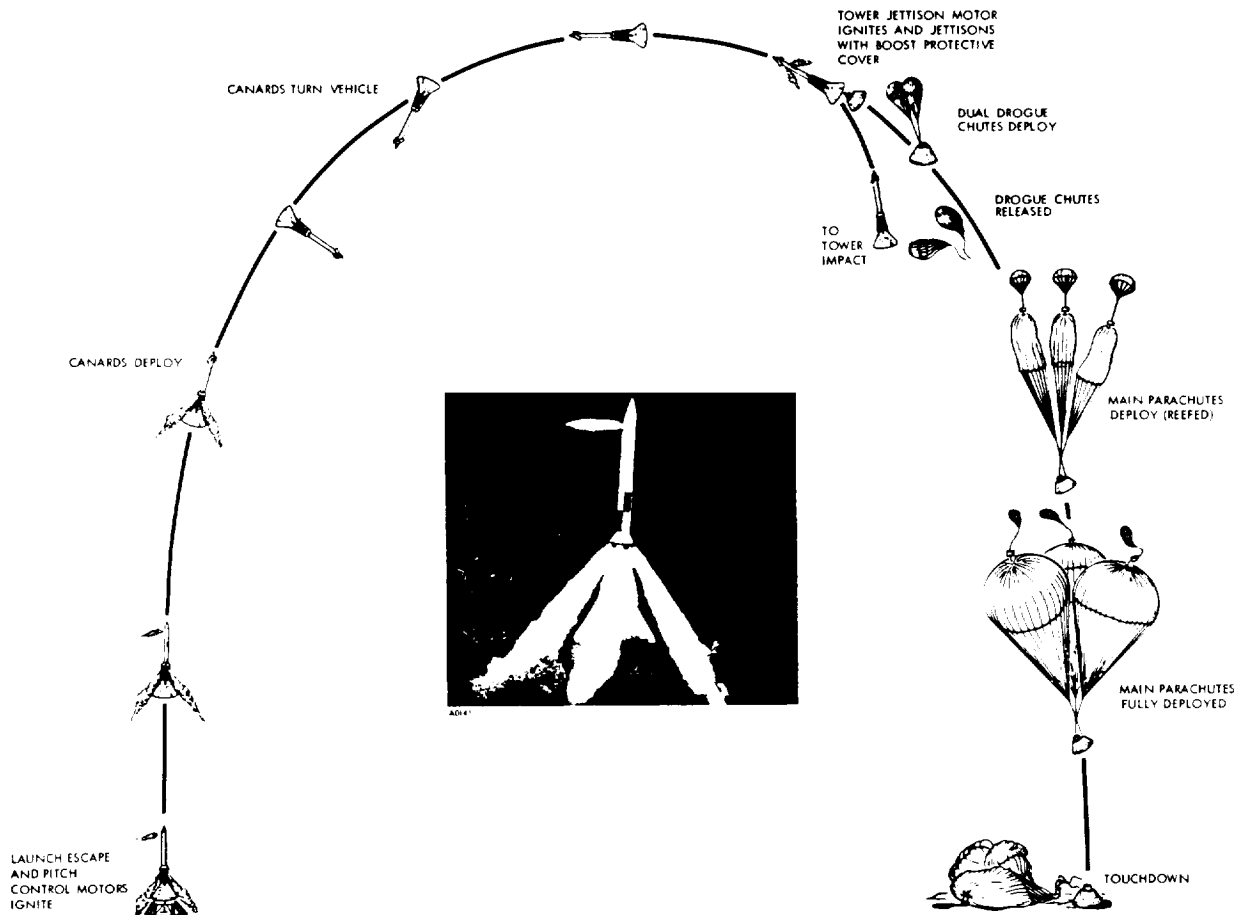 TOWER JETTISON MOTOR
IGNITES AND JETTISONS
WITH BOOST PROTECTIVE
COVER
CANARDS TURN VEHICLE
DUAL DROGUE
CHUTES DEPLOY
DROGUE CHUTES
RELEASED
TO
TOWER
IMPACT
CANARDS DEPLOY
MAIN PARACHUTES
DEPLOY (REEFED)
MAIN PARACHUTES
FULLY DEPLOYED
LAUNCH ESCAPE
AND PITCH
CONTROL MOTORS
IGNITE
TOUCHDOWN